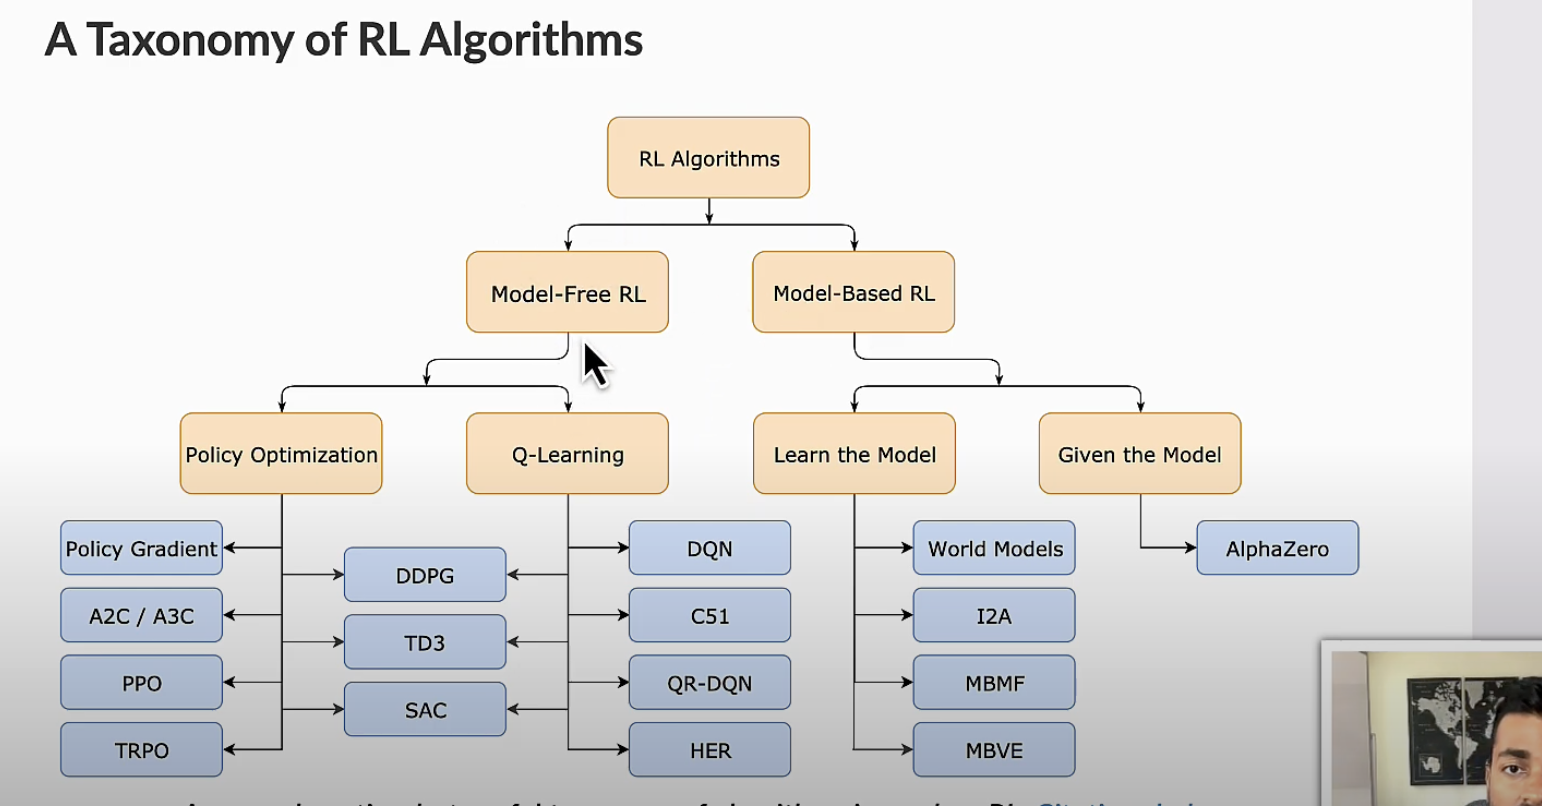 A Taxonomy of RL Algorithms
RL Algorithms
Model-Free RL
Model-Based RL
Policy Optimization
Q-Learning
Learn the Model
Given the Model
Policy Gradient
A2C / A3C
PPO
TRPO
DDPG
TD3
SAC
DQN
C51
QR-DQN
HER
World Models
I2A
MBMF
MBVE
AlphaZero